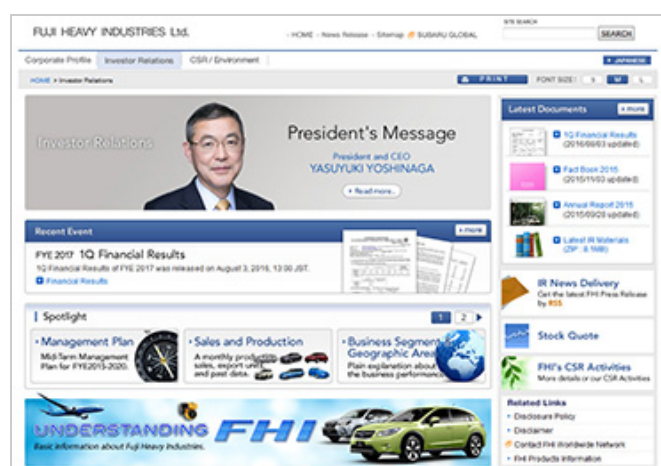 FUJI HEAVY INDUSTRIES Ltd.
HOME - News Release - Sitemap SUBARU GLOBAL
SITE SEARCH
SEARCH
Corporate Profile Investor Relations CSR / Environment
JAPANESE
HOME > Investor Relations
PRINT FONT SIZE: S M L
Investor Relations
President's Message
President and CEO
YASUYUKI YOSHINAGA
Read more.
Recent Event
more
FYE 2017 1Q Financial Results
1Q Financial Results of FYE 2017 was released on August 3, 2016, 13:00 JST.
Financial Results
Spotlight
1 2
Management Plan
Mid-Term Management
Plan for FYE2015-2020.
Sales and Production
A monthly production,
sales, export units
and past data.
Business Segment
Geographic Area
Plain explanation about
the business performance
UNDERSTANDING FHI
Basic information about Fuji Heavy Industries.
Latest Documents
more
1Q Financial Results
(2016/08/03 updated)
Fact Book 2015
(2015/11/03 updated)
Annual Report 2015
(2015/09/28 updated)
Latest IR Materials
(ZIP
IR News Delivery
Get the latest FHI Press Release
by RSS
Stock Quote
FHI's CSR Activities
More details or our CSR Activities
Related Links
Disclosure Policy
Disclaimer
Contact FHI Worldwide Network
FHI Products Information